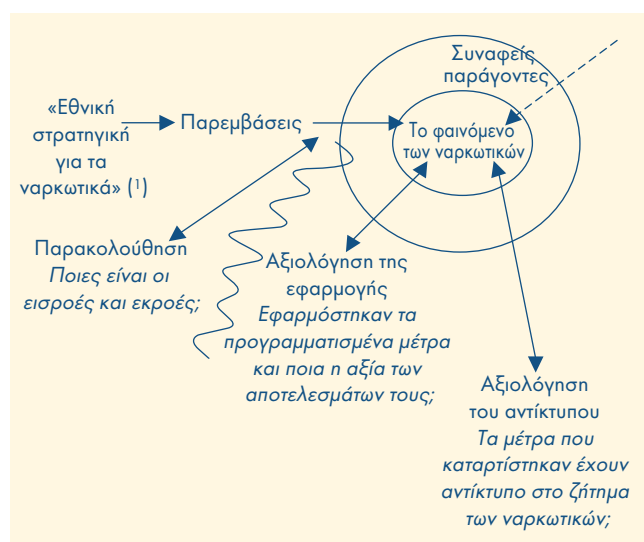 Συναφείς
παράγοντες
«Εθνική
στρατηγική
για τα
ναρκωτικά» (¹)
Παρεμβάσεις
Το φαινόμενο
των ναρκωτικών
Παρακολούθηση
Ποιες είναι οι
εισροές και εκροές;
Αξιολόγηση της
εφαρμογής
Εφαρμόστηκαν τα
προγραμματισμένα μέτρα
και ποια η αξία των
αποτελεσμάτων τους;
Αξιολόγηση
του αντίκτυπου
Τα μέτρα που
καταρτίστηκαν έχουν
αντίκτυπο στο ζήτημα
των ναρκωτικών;